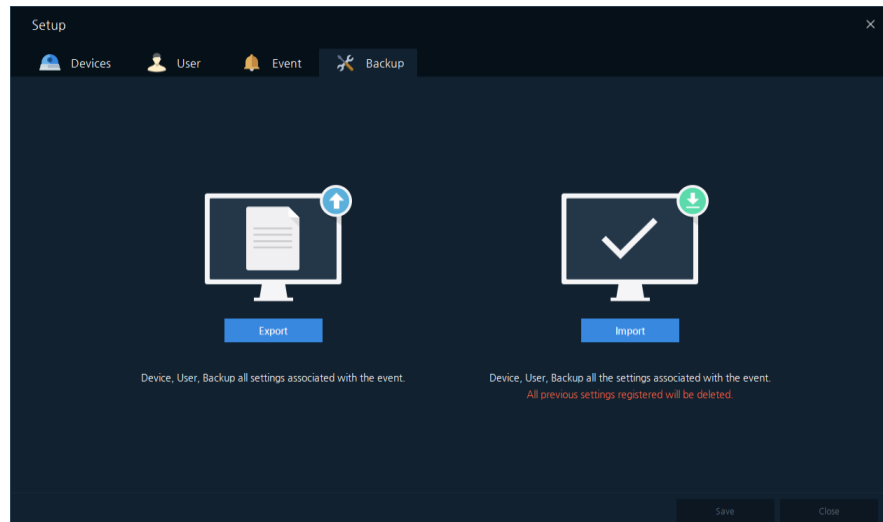 Setup
Devices
User
Event
Backup
Export
Import
Device, User, Backup all settings associated with the event.
Device, User, Backup all the settings associated with the event.
All previous settings registered will be deleted.
Save
Close